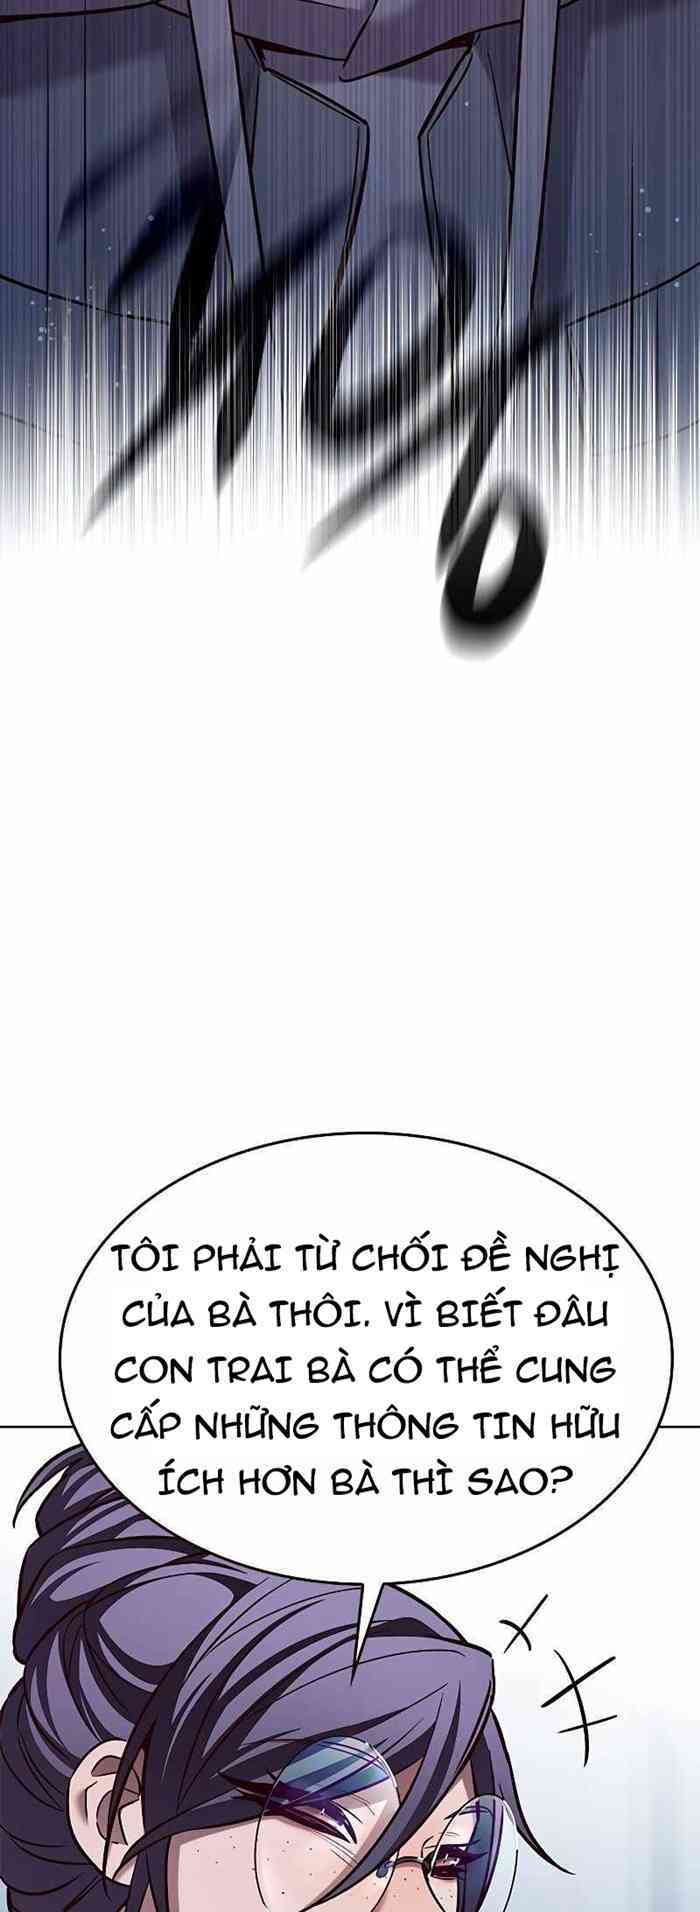 TÔI PHẢI TỪ CHỐI ĐỀ NGHỊ
CỦA BÀ THÔI. VÌ BIẾT ĐÂU
CON TRAI BÀ CÓ THỂ CUNG
CẤP NHỮNG THÔNG TIN HỮU
ÍCH HƠN BÀ THÌ SAO?